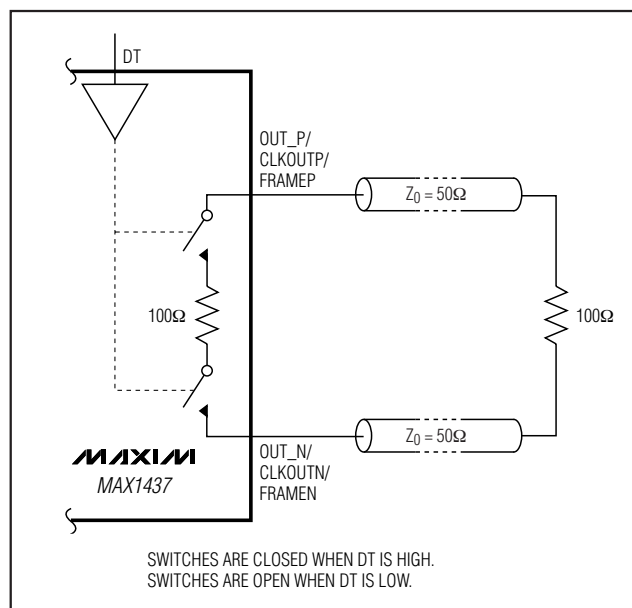 DT
OUT_P/
CLKOUTP/
FRAMEP
Z0 = 50Ω
100Ω
100Ω
Z0 = 50Ω
OUT_N/
CLKOUTN/
FRAMEN
MAXIM
MAX1437
SWITCHES ARE CLOSED WHEN DT IS HIGH.
SWITCHES ARE OPEN WHEN DT IS LOW.